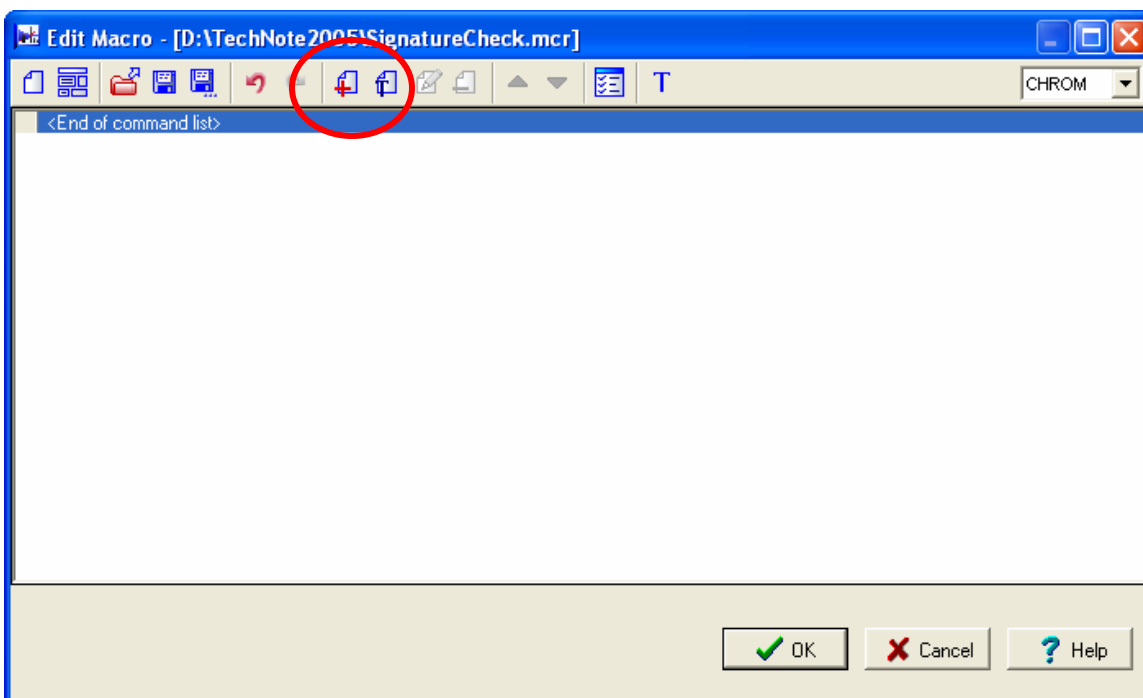 Edit Macro - [D:\TechNote2005\SignatureCheck.mcr]
T
CHROM
<End of command list>
OK
Cancel
? Help